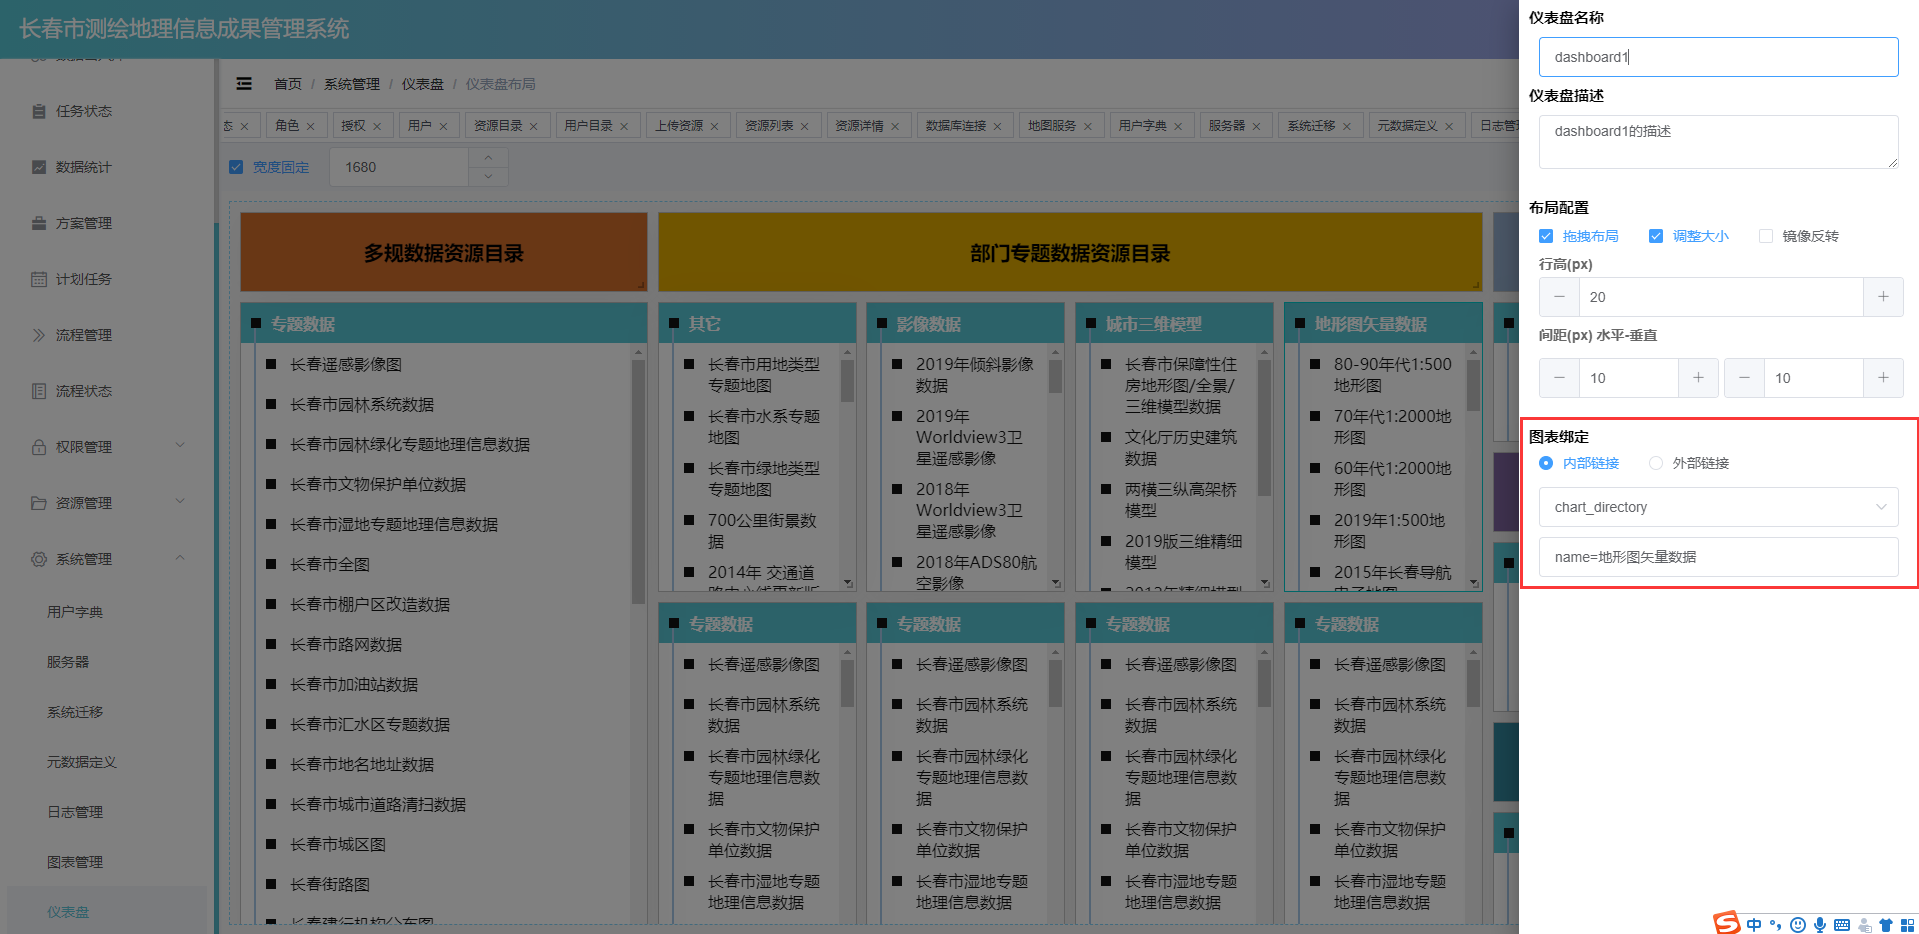 长春市测绘地理信息成果管理系统
任务状态
数据统计
方案管理
计划任务
流程管理
流程状态
权限管理
资源管理
系统管理
用户字典
服务器
系统迁移
元数据定义
日志管理
图表管理
仪表盘
首页 / 系统管理 / 仪表盘 / 仪表盘布局
态 × 角色 × 授权 × 用户 × 资源目录 × 用户目录 × 上传资源 × 资源列表 × 资源详情 × 数据库连接 × 地图服务 × 用户字典 × 服务器 × 系统迁移 × 元数据定义 × 日志管
宽度固定 1680
多规数据资源目录
部门专题数据资源目录
专题数据
长春遥感影像图
长春市园林系统数据
长春市园林绿化专题地理信息数据
长春市文物保护单位数据
长春市湿地专题地理信息数据
长春市全图
长春市棚户区改造数据
长春市路网数据
长春市加油站数据
长春市汇水区专题数据
长春市地名地址数据
长春市城市道路清扫数据
长春市城区图
长春街路图
长春建行机构分布图
其它
长春市用地类型
专题地图
长春市水系专题
地图
长春市绿地类型
专题地图
700公里街景数
据
2014年 交通道
影像数据
2019年倾斜影像
数据
2019年
Worldview3卫
星遥感影像
2018年
Worldview3卫
星遥感影像
2018年ADS80航
空影像
城市三维模型
长春市保障性住
房地形图/全景/
三维模型数据
文化厅历史建筑
数据
两横三纵高架桥
模型
2019版三维精细
模型
地形图矢量数据
80-90年代1:500
地形图
70年代1:2000地
形图
60年代1:2000地
形图
2019年1:500地
形图
2015年长春导航
电子地图
专题数据
长春遥感影像图
长春市园林系统
数据
长春市园林绿化
专题地理信息数
据
长春市文物保护
单位数据
长春市湿地专题
地理信息数据
专题数据
长春遥感影像图
长春市园林系统
数据
长春市园林绿化
专题地理信息数
据
长春市文物保护
单位数据
长春市湿地专题
地理信息数据
专题数据
长春遥感影像图
长春市园林系统
数据
长春市园林绿化
专题地理信息数
据
长春市文物保护
单位数据
长春市湿地专题
地理信息数据
专题数据
长春遥感影像图
长春市园林系统
数据
长春市园林绿化
专题地理信息数
据
长春市文物保护
单位数据
长春市湿地专题
地理信息数据
仪表盘名称
dashboard1
仪表盘描述
dashboard1的描述
布局配置
拖拽布局 调整大小 镜像反转
行高(px)
20
间距(px) 水平-垂直
10 10
图表绑定
内部链接 外部链接
chart_directory
name=地形图矢量数据
S 中